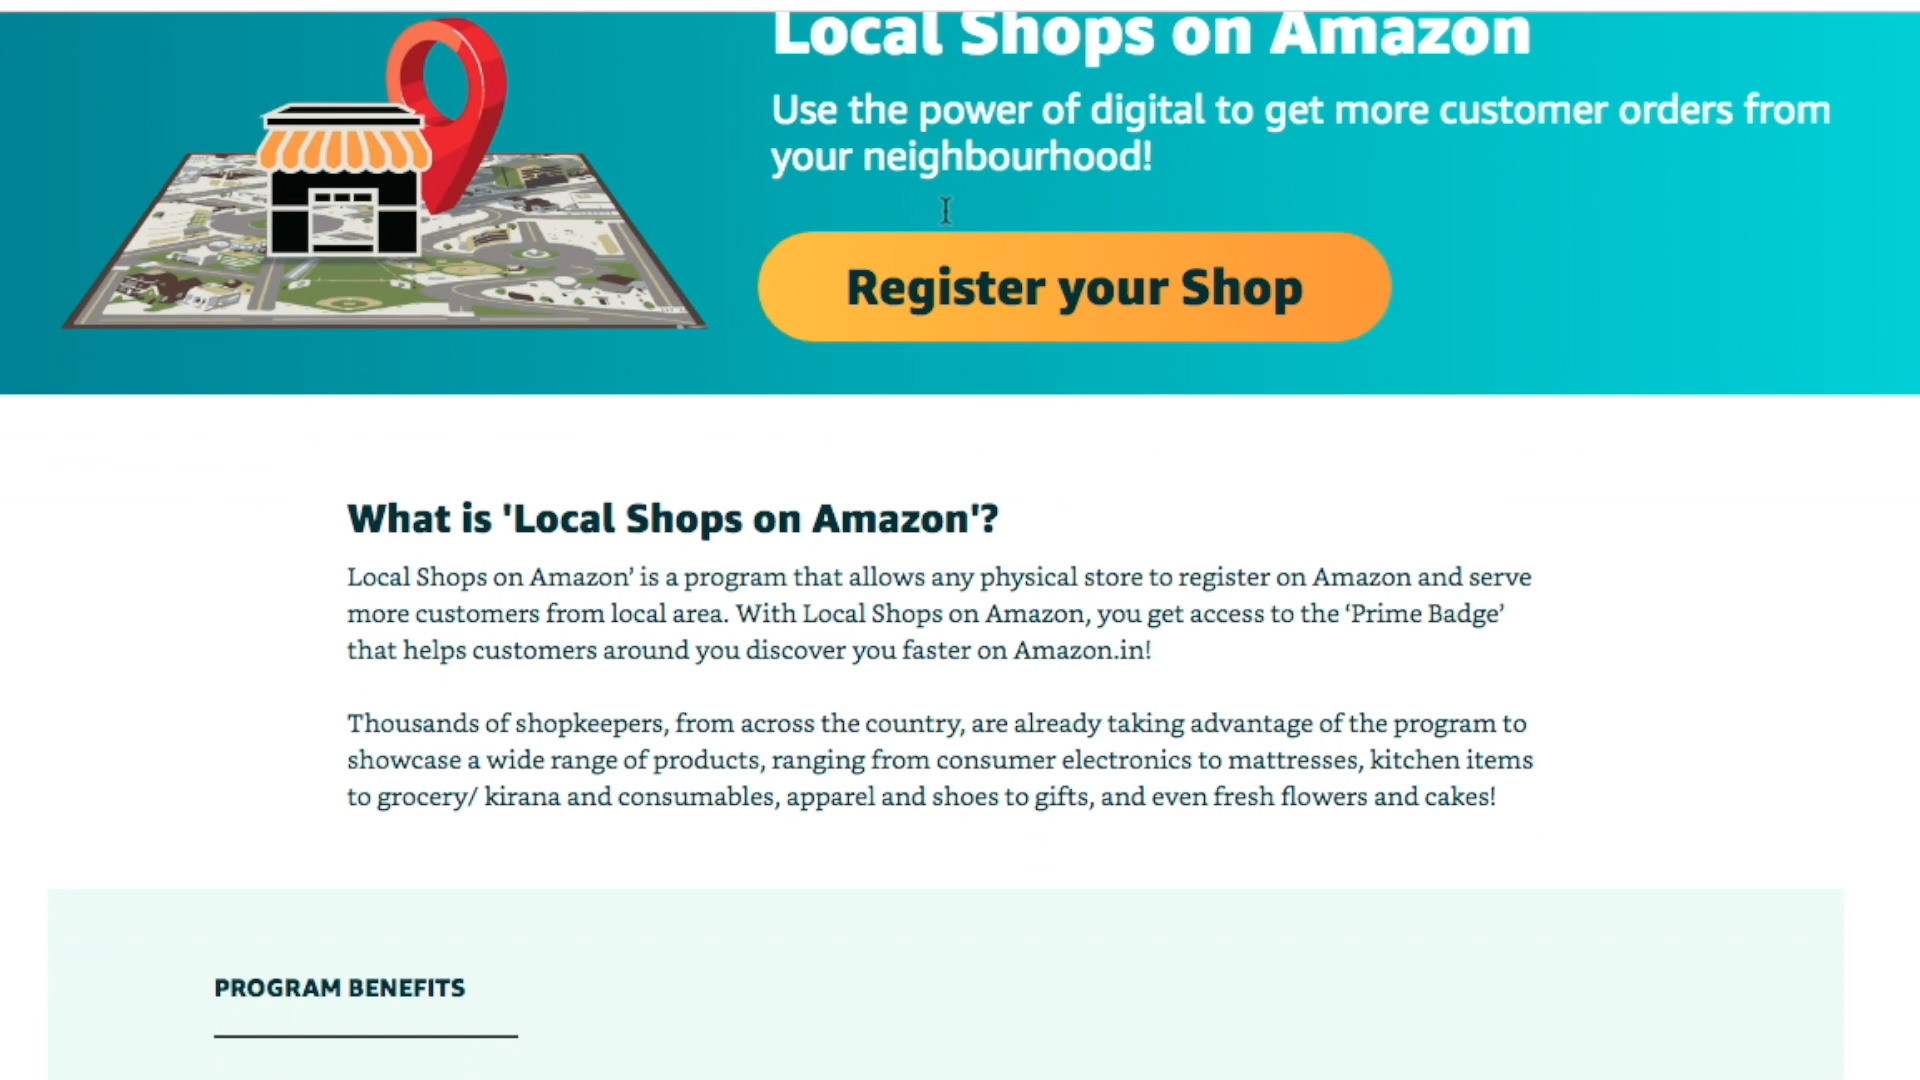 Local Shops on Amazon
Use the power of digital to get more customer orders from
your neighbourhood!
Register your Shop
What is 'Local Shops on Amazon'?
Local Shops on Amazon’ is a program that allows any physical store to register on Amazon and serve
more customers from local area. With Local Shops on Amazon, you get access to the ‘Prime Badge’
that helps customers around you discover you faster on Amazon.in!
Thousands of shopkeepers, from across the country, are already taking advantage of the program to
showcase a wide range of products, ranging from consumer electronics to mattresses, kitchen items
to grocery/ kirana and consumables, apparel and shoes to gifts, and even fresh flowers and cakes!
PROGRAM BENEFITS